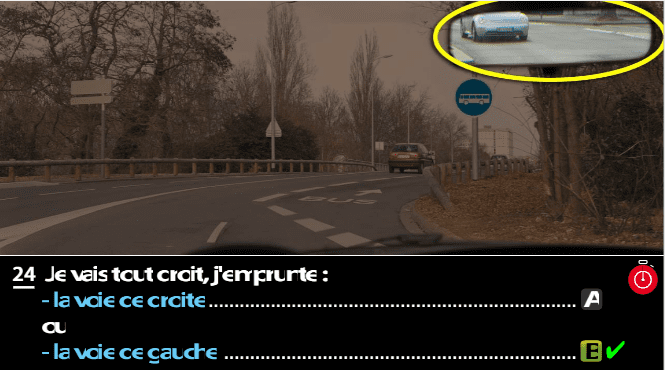 BUS
24 Je vais tout droit, j'emprunte :
- la voie de droite ........ A
ou
- la voie de gauche ........ B